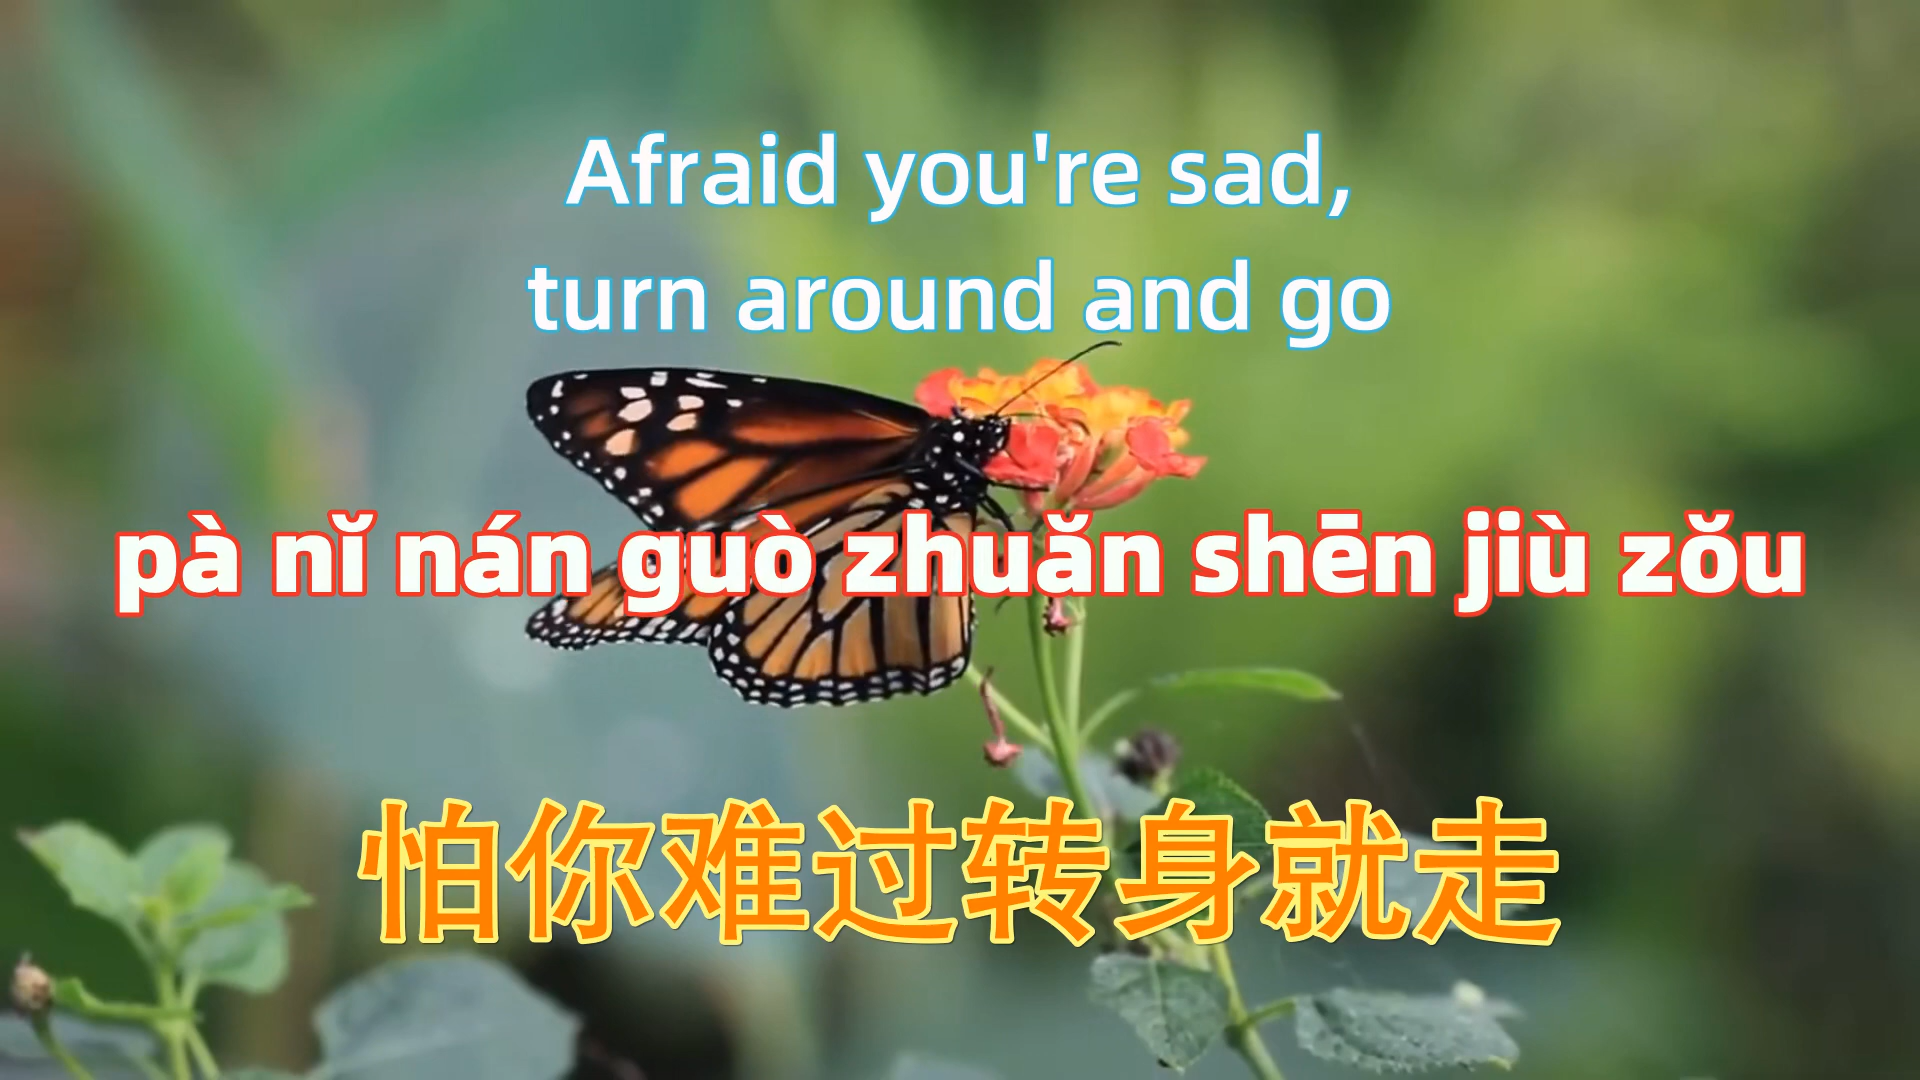 Afraid you're sad,
turn around and go
pà nǐ nán guò zhuǎn shēn jiù zǒu
怕你难过转身就走